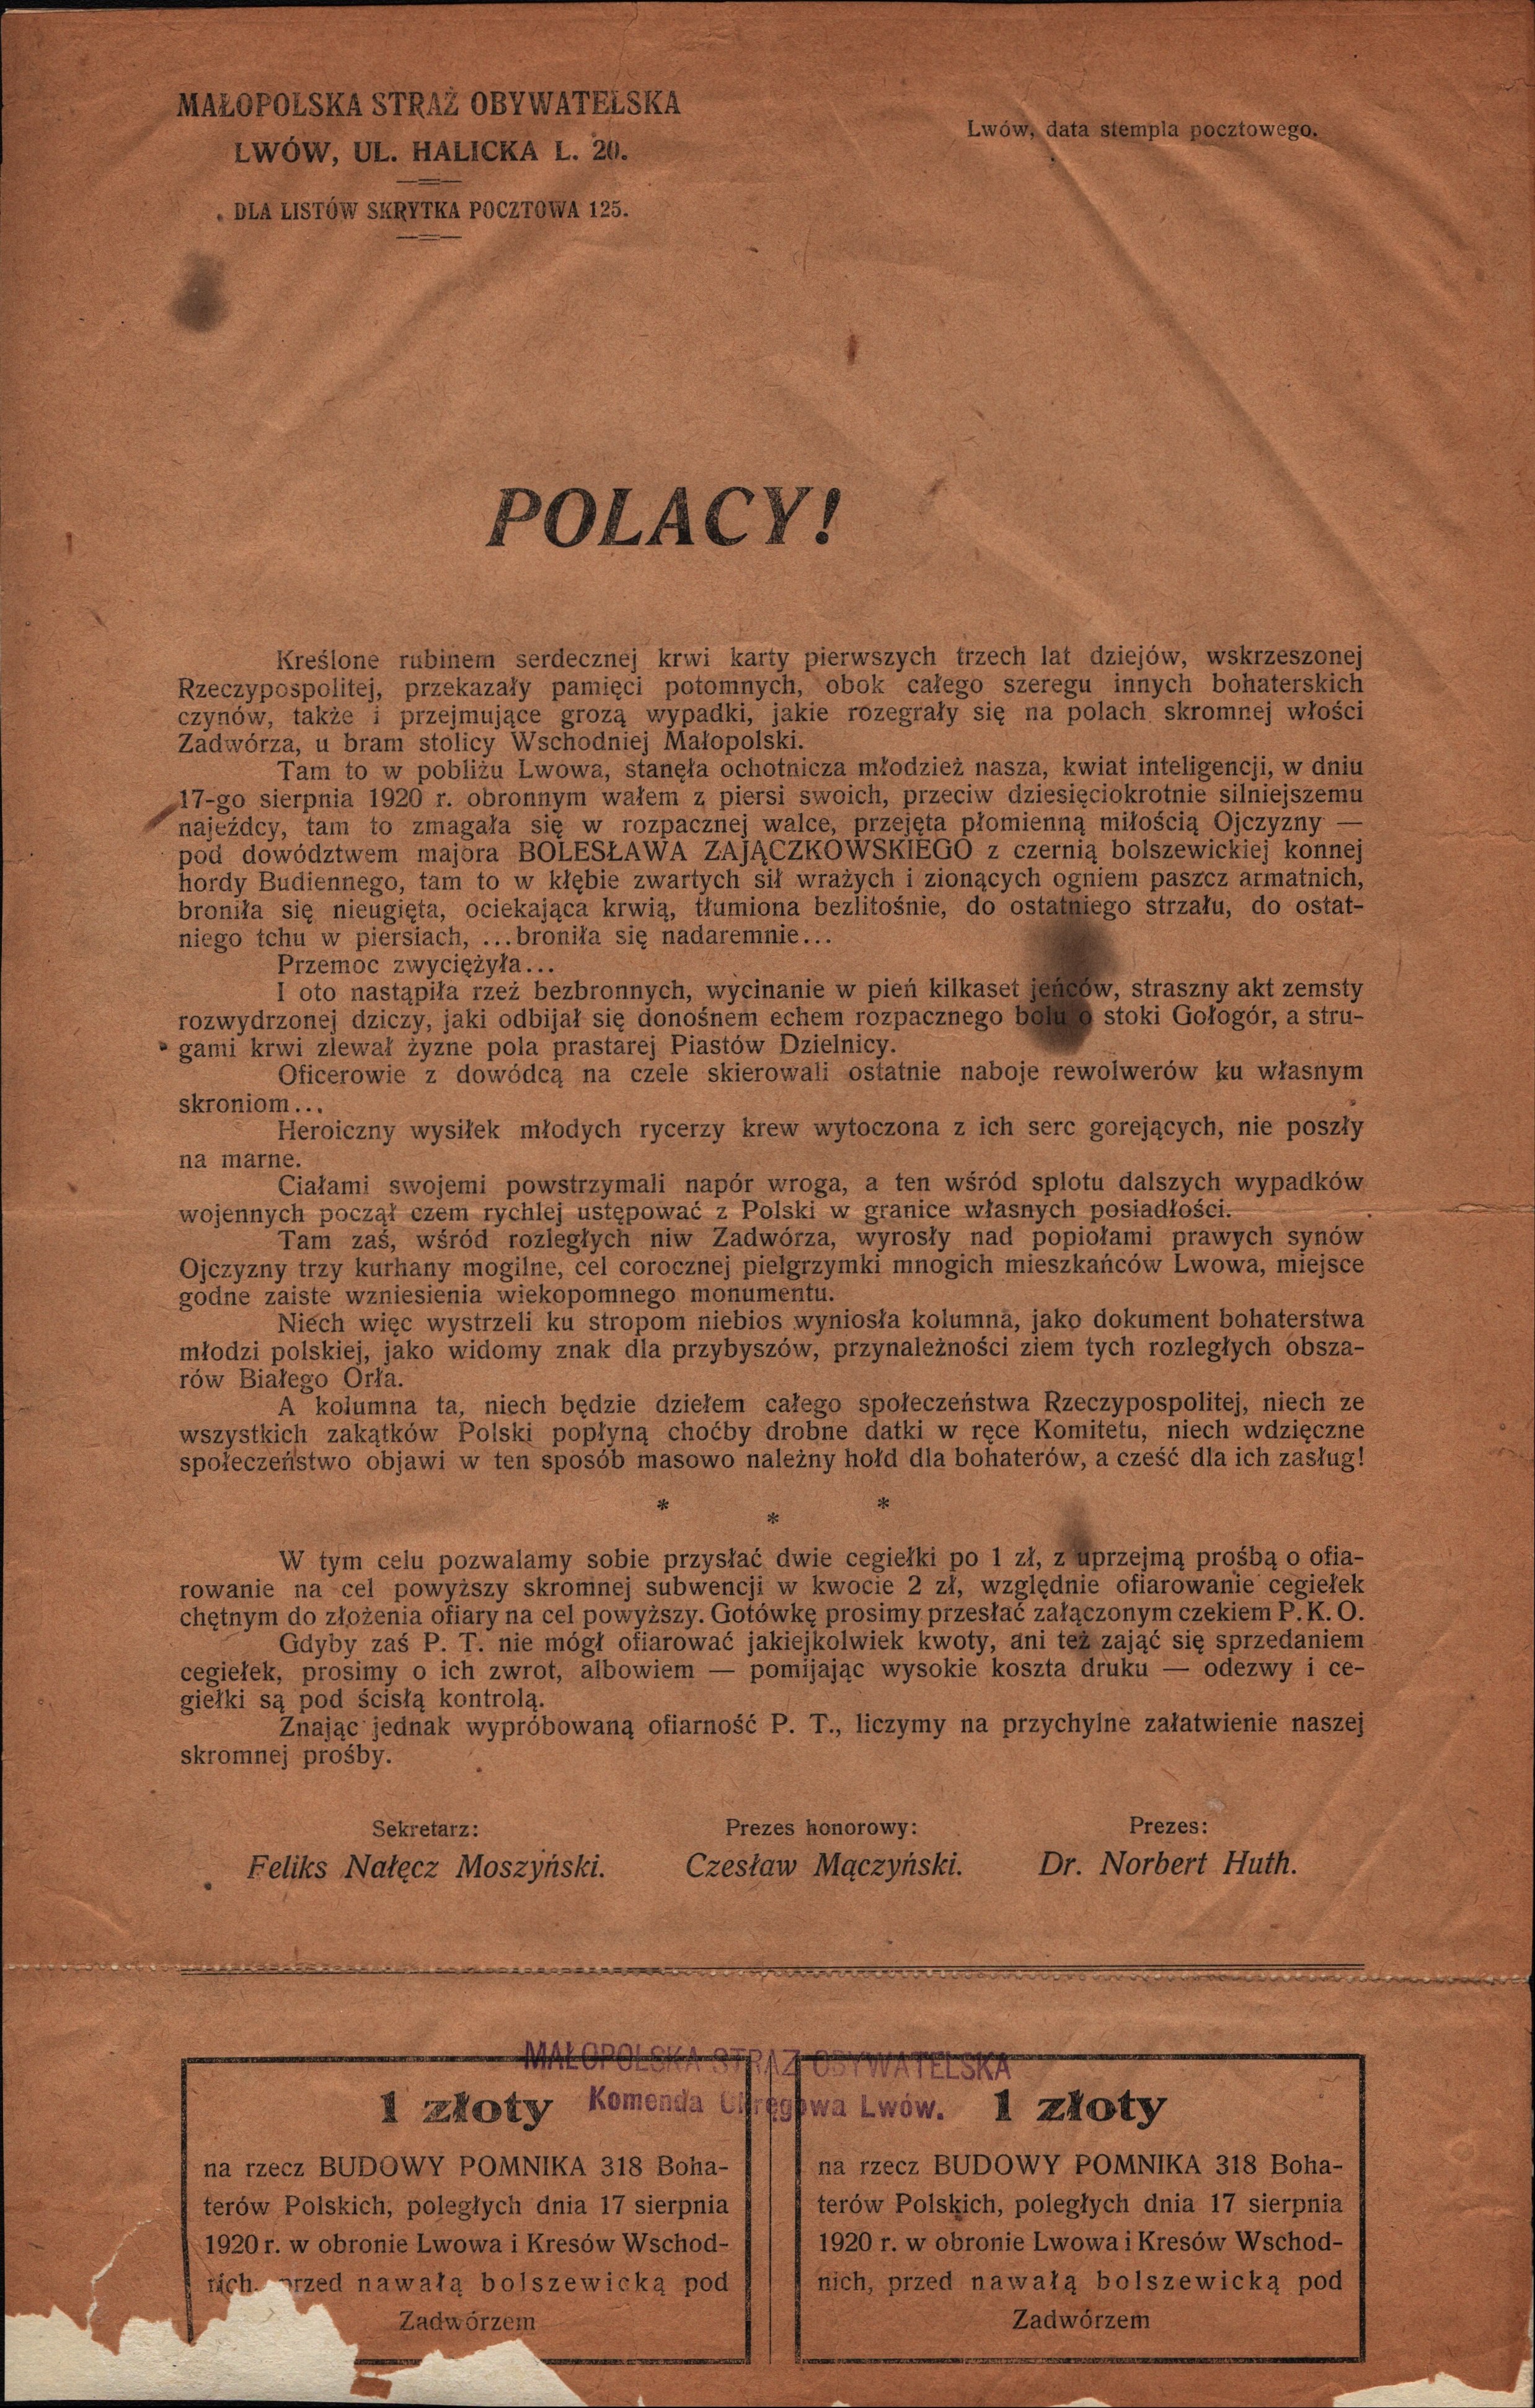 MAŁOPOLSKA STRAŻ OBYWATELSKA
LWÓW, UL. HALICKA L. 20.
DLA LISTÓW SKRYTKA POCZTOWA 125.
Lwów, data stempla pocztowego.
POLACY!
Kreślone rubinem serdecznej krwi karty pierwszych trzech lat dziejów, wskrzeszonej
Rzeczypospolitej, przekazały pamięci potomnych, obok całego szeregu innych bohaterskich
czynów, także i przejmujące grozą wypadki, jakie rozegrały się na polach skromnej włości
Zadwórza, u bram stolicy Wschodniej Małopolski.
Tam to w pobliżu Lwowa, stanęła ochotnicza młodzież nasza, kwiat inteligencji, w dniu
17-go sierpnia 1920 r. obronnym wałem z piersi swoich, przeciw dziesięciokrotnie silniejszemu
najeźdcy, tam to zmagała się w rozpacznej walce, przejęta płomienną miłością Ojczyzny —
pod dowództwem majora BOLESŁAWA ZAJĄCZKOWSKIEGO z czernią bolszewickiej konnej
hordy Budiennego, tam to w kłębie zwartych sił wrażych i zionących ogniem paszcz armatnich,
broniła się nieugięta, ociekająca krwią, tłumiona bezlitośnie, do ostatniego strzału, do ostat-
niego tchu w piersiach, ...broniła się nadaremnie...
Przemoc zwyciężyła...
I oto nastąpiła rzeź bezbronnych, wycinanie w pień kilkaset jeńców, straszny akt zemsty
rozwydrzonej dziczy, jaki odbijał się donośnem echem rozpacznego bolu o stoki Gołogór, a stru-
gami krwi zlewał żyzne pola prastarej Piastów Dzielnicy.
Oficerowie z dowódcą na czele skierowali ostatnie naboje rewolwerów ku własnym
skroniom...
Heroiczny wysiłek młodych rycerzy krew wytoczona z ich serc gorejących, nie poszły
na marne.
Ciałami swojemi powstrzymali napór wroga, a ten wśród splotu dalszych wypadków
wojennych począł czem rychlej ustępować z Polski w granice własnych posiadłości.
Tam zaś, wśród rozległych niw Zadwórza, wyrosły nad popiołami prawych synów
Ojczyzny trzy kurhany mogilne, cel corocznej pielgrzymki mnogich mieszkańców Lwowa, miejsce
godne zaiste wzniesienia wiekopomnego monumentu.
Niech więc wystrzeli ku stropom niebios wyniosła kolumna, jako dokument bohaterstwa
młodzi polskiej, jako widomy znak dla przybyszów, przynależności ziem tych rozległych obsza-
rów Białego Orła.
A kolumna ta, niech będzie dziełem całego społeczeństwa Rzeczypospolitej, niech ze
wszystkich zakątków Polski popłyną choćby drobne datki w ręce Komitetu, niech wdzięczne
społeczeństwo objawi w ten sposób masowo należny hołd dla bohaterów, a cześć dla ich zasług!
* * *
W tym celu pozwalamy sobie przysłać dwie cegiełki po 1 zł, z uprzejmą prośbą o ofia-
rowanie na cel powyższy skromnej subwencji w kwocie 2 zł, względnie ofiarowanie cegiełek
chętnym do złożenia ofiary na cel powyższy. Gotówkę prosimy przesłać załączonym czekiem P. K. O.
Gdyby zaś P. T. nie mógł ofiarować jakiejkolwiek kwoty, ani też zająć się sprzedaniem
cegiełek, prosimy o ich zwrot, albowiem — pomijając wysokie koszta druku — odezwy i ce-
giełki są pod ścisłą kontrolą.
Znając jednak wypróbowaną ofiarność P. T., liczymy na przychylne załatwienie naszej
skromnej prośby.
Sekretarz:
Feliks Nałęcz Moszyński.
Prezes honorowy:
Czesław Mączyński.
Prezes:
Dr. Norbert Huth.
MAŁOPOLSKA STRAŻ OBYWATELSKA
Komenda Okręgowa Lwów.
1 złoty
na rzecz BUDOWY POMNIKA 318 Boha-
terów Polskich, poległych dnia 17 sierpnia
1920 r. w obronie Lwowa i Kresów Wschod-
nich, przed nawałą bolszewicką pod
Zadwórzem
1 złoty
na rzecz BUDOWY POMNIKA 318 Boha-
terów Polskich, poległych dnia 17 sierpnia
1920 r. w obronie Lwowa i Kresów Wschod-
nich, przed nawałą bolszewicką pod
Zadwórzem